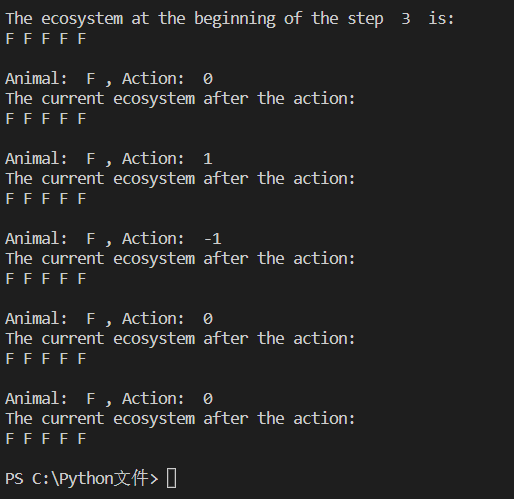 The ecosystem at the beginning of the step  3  is:
F F F F F
Animal:  F , Action:  0
The current ecosystem after the action:
F F F F F
Animal:  F , Action:  1
The current ecosystem after the action:
F F F F F
Animal:  F , Action:  -1
The current ecosystem after the action:
F F F F F
Animal:  F , Action:  0
The current ecosystem after the action:
F F F F F
Animal:  F , Action:  0
The current ecosystem after the action:
F F F F F
PS C:\Python文件>